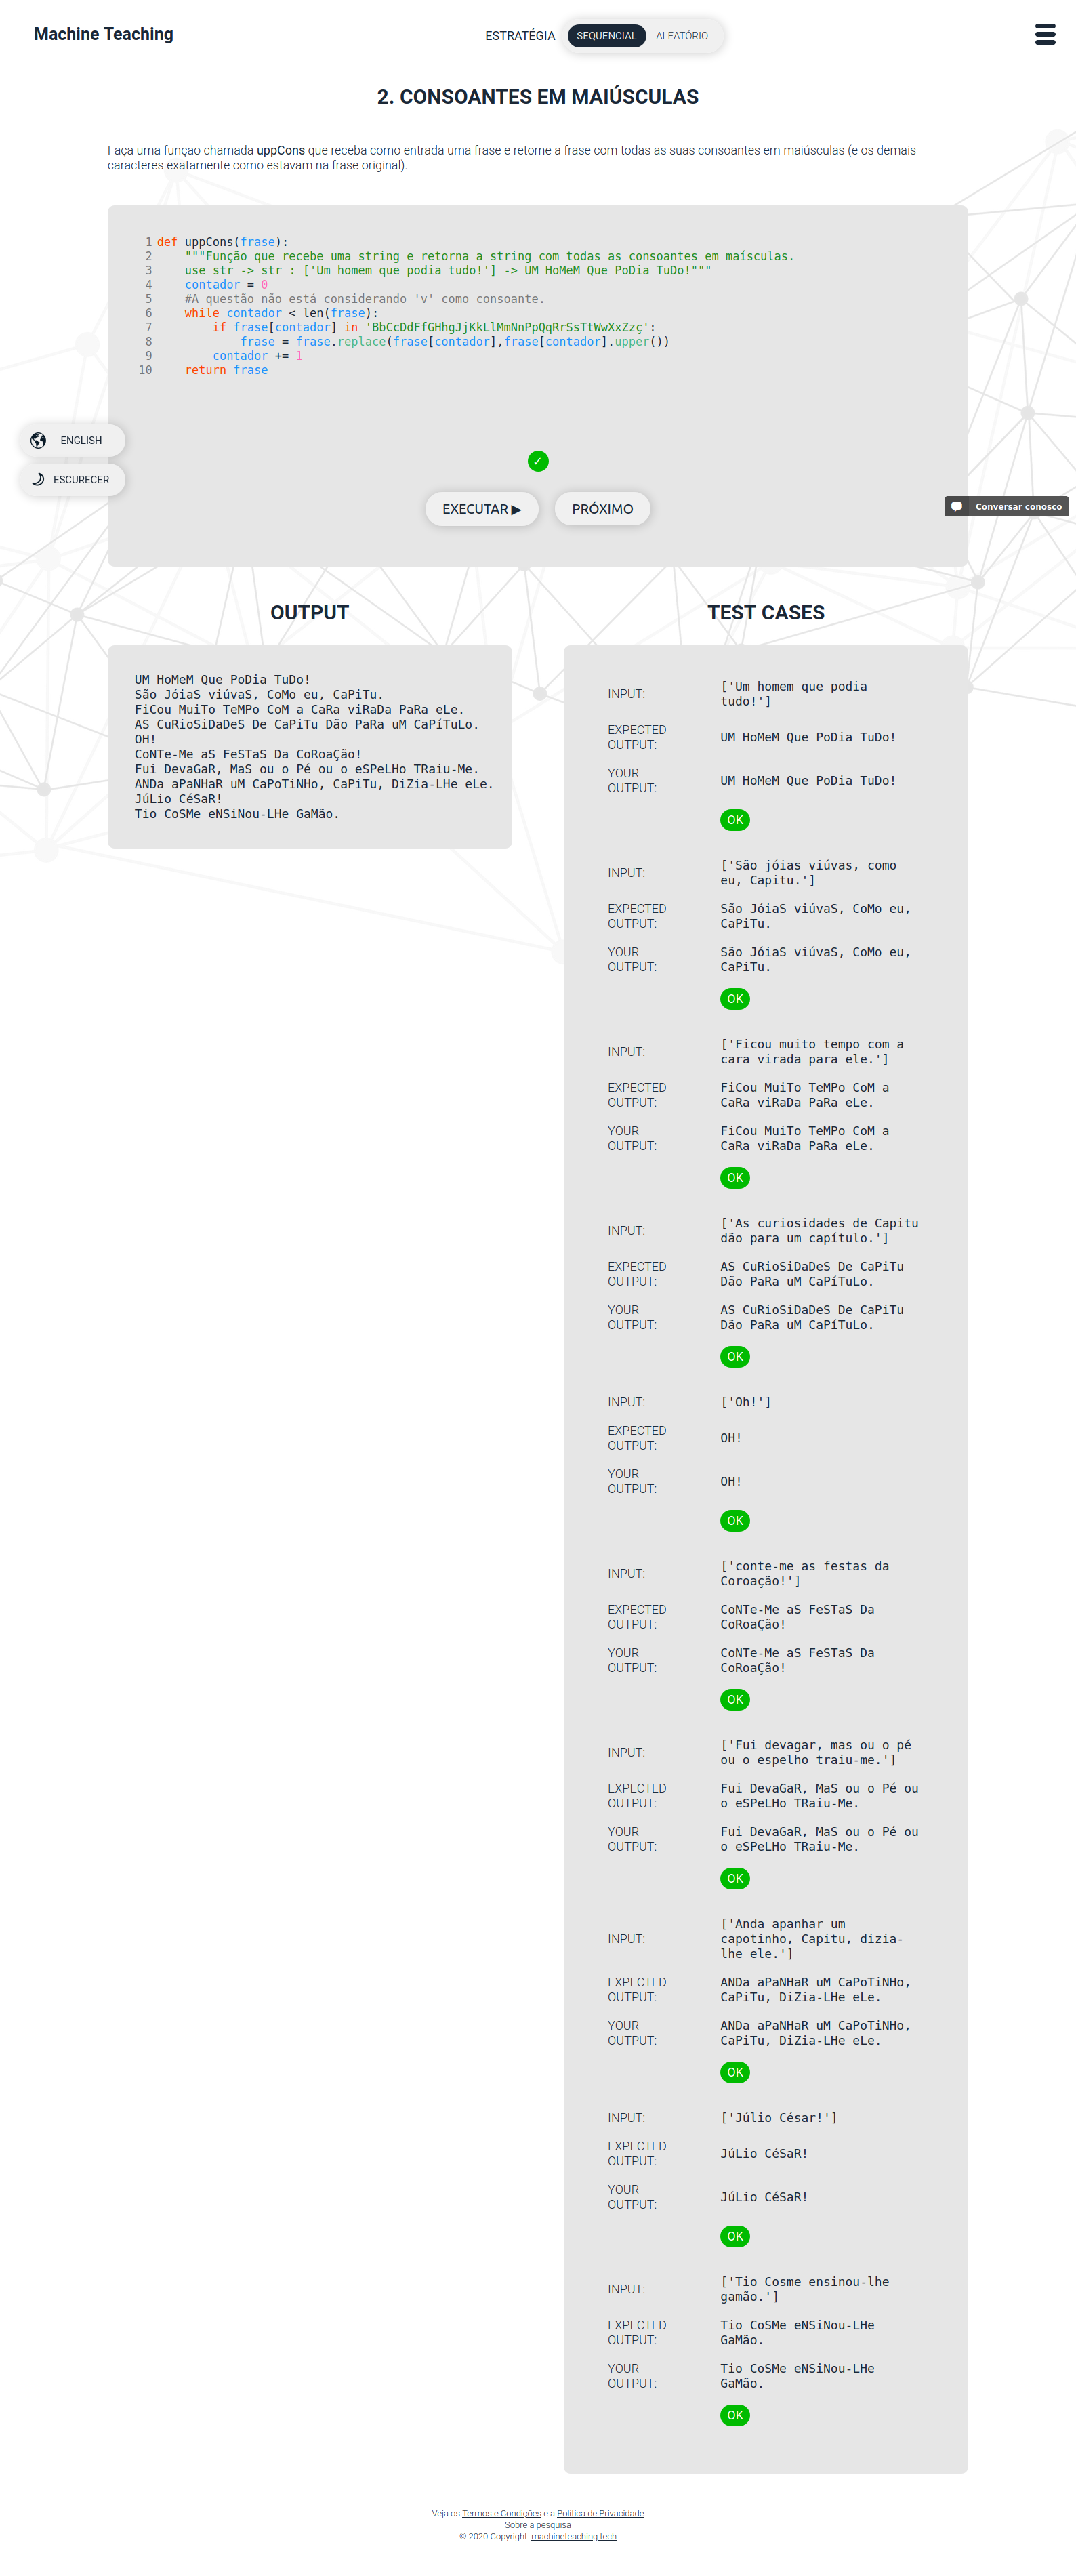 Machine Teaching
ESTRATÉGIA SEQUENCIAL ALEATÓRIO
2. CONSOANTES EM MAIÚSCULAS
Faça uma função chamada uppCons que receba como entrada uma frase e retorne a frase com todas as suas consoantes em maiúsculas (e os demais
caracteres exatamente como estavam na frase original).
1 def uppCons(frase):
2     """Função que recebe uma string e retorna a string com todas as consoantes em maísculas.
3     use str -> str : ['Um homem que podia tudo!'] -> UM HoMeM Que PoDia TuDo!"""
4     contador = 0
5     #A questão não está considerando 'v' como consoante.
6     while contador < len(frase):
7         if frase[contador] in 'BbCcDdFfGHhgJjKkLlMmNnPpQqRrSsTtWwXxZzç':
8             frase = frase.replace(frase[contador],frase[contador].upper())
9         contador += 1
10     return frase
ENGLISH
ESCURECER
✓
EXECUTAR ▶ PRÓXIMO
Conversar conosco
OUTPUT
UM HoMeM Que PoDia TuDo!
São JóiaS viúvaS, CoMo eu, CaPiTu.
FiCou MuiTo TeMPo CoM a CaRa viRaDa PaRa eLe.
AS CuRioSiDaDeS De CaPiTu Dão PaRa uM CaPíTuLo.
OH!
CoNTe-Me aS FeSTaS Da CoRoaÇão!
Fui DevaGaR, MaS ou o Pé ou o eSPeLHo TRaiu-Me.
ANDa aPaNHaR uM CaPoTiNHo, CaPiTu, DiZia-LHe eLe.
JúLio CéSaR!
Tio CoSMe eNSiNou-LHe GaMão.
TEST CASES
INPUT:
['Um homem que podia
tudo!']
EXPECTED
OUTPUT:
UM HoMeM Que PoDia TuDo!
YOUR
OUTPUT:
UM HoMeM Que PoDia TuDo!
OK
INPUT:
['São jóias viúvas, como
eu, Capitu.']
EXPECTED
OUTPUT:
São JóiaS viúvaS, CoMo eu,
CaPiTu.
YOUR
OUTPUT:
São JóiaS viúvaS, CoMo eu,
CaPiTu.
OK
INPUT:
['Ficou muito tempo com a
cara virada para ele.']
EXPECTED
OUTPUT:
FiCou MuiTo TeMPo CoM a
CaRa viRaDa PaRa eLe.
YOUR
OUTPUT:
FiCou MuiTo TeMPo CoM a
CaRa viRaDa PaRa eLe.
OK
INPUT:
['As curiosidades de Capitu
dão para um capítulo.']
EXPECTED
OUTPUT:
AS CuRioSiDaDeS De CaPiTu
Dão PaRa uM CaPíTuLo.
YOUR
OUTPUT:
AS CuRioSiDaDeS De CaPiTu
Dão PaRa uM CaPíTuLo.
OK
INPUT:
['Oh!']
EXPECTED
OUTPUT:
OH!
YOUR
OUTPUT:
OH!
OK
INPUT:
['conte-me as festas da
Coroação!']
EXPECTED
OUTPUT:
CoNTe-Me aS FeSTaS Da
CoRoaÇão!
YOUR
OUTPUT:
CoNTe-Me aS FeSTaS Da
CoRoaÇão!
OK
INPUT:
['Fui devagar, mas ou o pé
ou o espelho traiu-me.']
EXPECTED
OUTPUT:
Fui DevaGaR, MaS ou o Pé ou
o eSPeLHo TRaiu-Me.
YOUR
OUTPUT:
Fui DevaGaR, MaS ou o Pé ou
o eSPeLHo TRaiu-Me.
OK
INPUT:
['Anda apanhar um
capotinho, Capitu, dizia-
lhe ele.']
EXPECTED
OUTPUT:
ANDa aPaNHaR uM CaPoTiNHo,
CaPiTu, DiZia-LHe eLe.
YOUR
OUTPUT:
ANDa aPaNHaR uM CaPoTiNHo,
CaPiTu, DiZia-LHe eLe.
OK
INPUT:
['Júlio César!']
EXPECTED
OUTPUT:
JúLio CéSaR!
YOUR
OUTPUT:
JúLio CéSaR!
OK
INPUT:
['Tio Cosme ensinou-lhe
gamão.']
EXPECTED
OUTPUT:
Tio CoSMe eNSiNou-LHe
GaMão.
YOUR
OUTPUT:
Tio CoSMe eNSiNou-LHe
GaMão.
OK
Veja os Termos e Condições e a Política de Privacidade
Sobre a pesquisa
© 2020 Copyright: machineteaching.tech